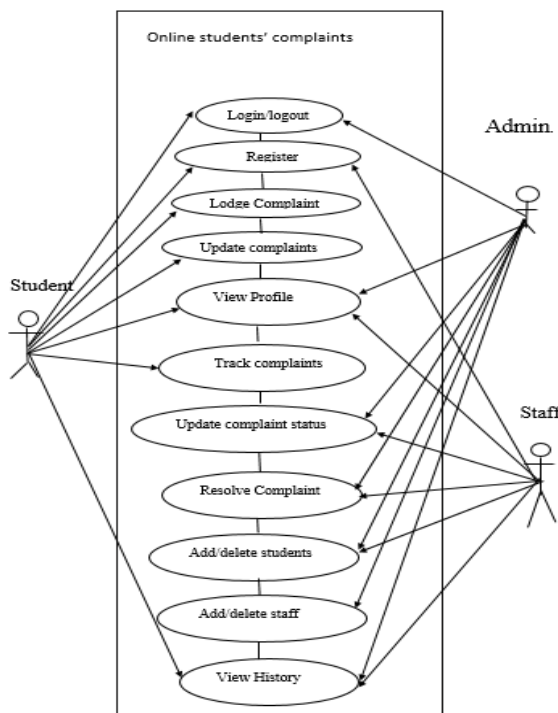 Online students' complaints
Login/logout
Admin.
Register
Lodge Complaint
Update complaints
Student
View Profile
Track complaints
Staff
Update complaint status
Resolve Complaint
Add/delete students
Add/delete staff
View History